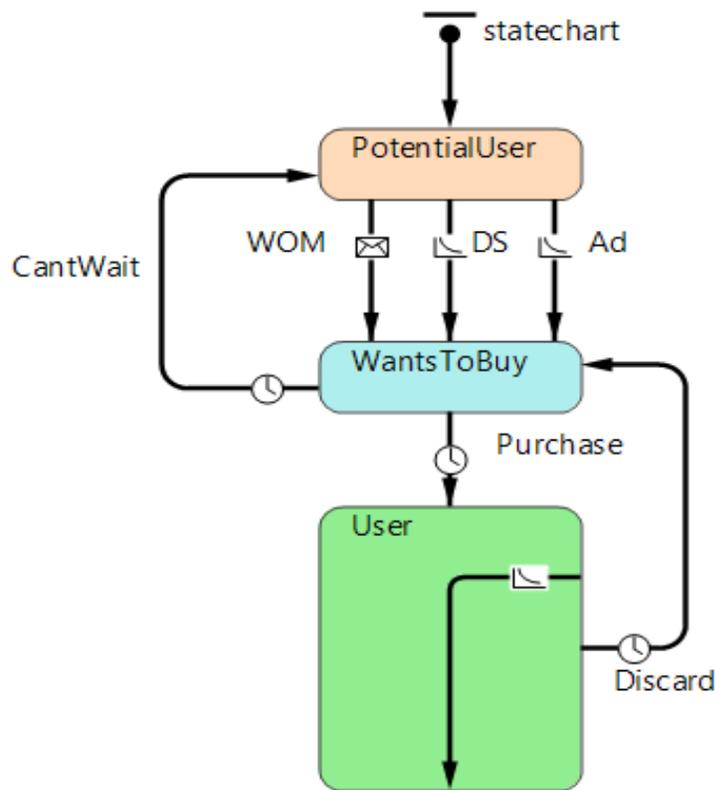 statechart
PotentialUser
WOM
DS
Ad
CantWait
WantsToBuy
Purchase
User
Discard